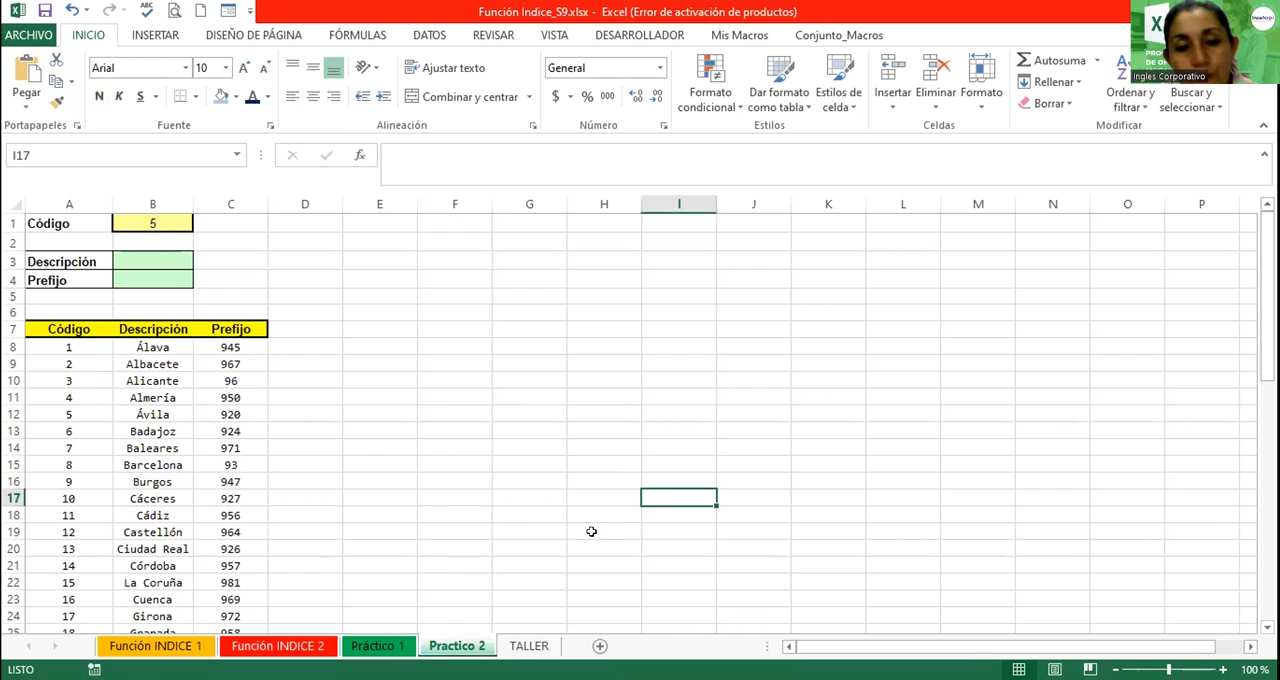 Función Indice_S9.xlsx - Excel (Error de activación de productos)
ARCHIVO INICIO INSERTAR DISEÑO DE PÁGINA FÓRMULAS DATOS REVISAR VISTA DESARROLLADOR Mis Macros Conjunto_Macros
Ingles Corporativo
Pegar
Arial 10
N K S
Ajustar texto
Combinar y centrar
General
$ % 000
Formato condicional
Dar formato como tabla
Estilos de celda
Insertar Eliminar Formato
Autosuma
Rellenar
Borrar
Ordenar y filtrar
Buscar y seleccionar
Portapapeles Fuente Alineación Número Estilos Celdas Modificar
I17 fx
A B C D E F G H I J K L M N O P
1 Código 5
2
3 Descripción
4 Prefijo
5
6
7 Código Descripción Prefijo
8 1 Álava 945
9 2 Albacete 967
10 3 Alicante 96
11 4 Almería 950
12 5 Ávila 920
13 6 Badajoz 924
14 7 Baleares 971
15 8 Barcelona 93
16 9 Burgos 947
17 10 Cáceres 927
18 11 Cádiz 956
19 12 Castellón 964
20 13 Ciudad Real 926
21 14 Córdoba 957
22 15 La Coruña 981
23 16 Cuenca 969
24 17 Girona 972
25 18 Granada 958
Función INDICE 1 Función INDICE 2 Práctico 1 Practico 2 TALLER
LISTO 100 %